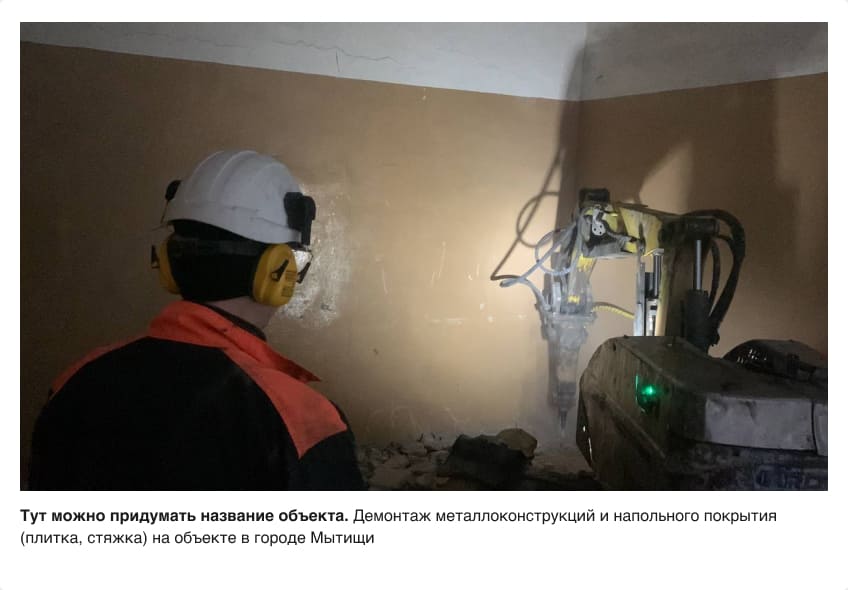 Тут можно придумать название объекта. Демонтаж металлоконструкций и напольного покрытия
(плитка, стяжка) на объекте в городе Мытищи